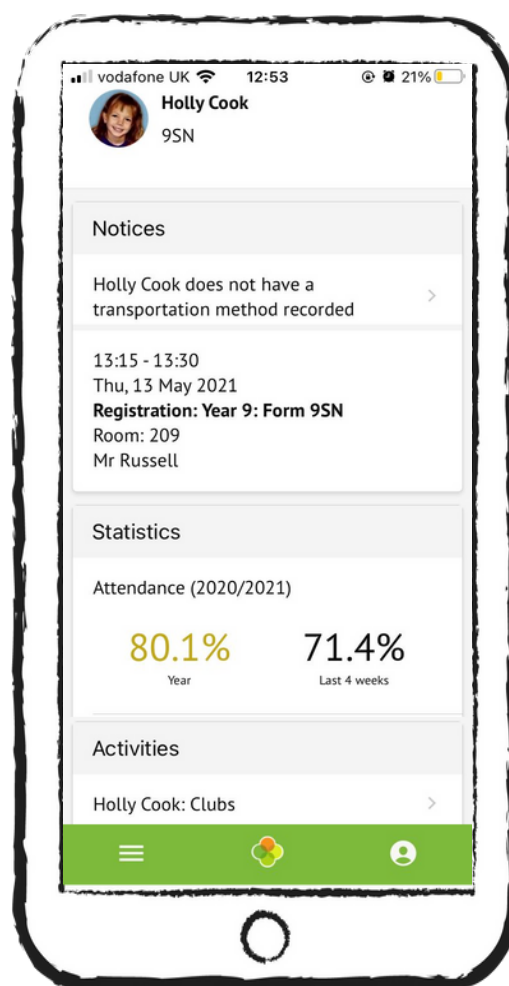 vodafone UK 12:53 21%
Holly Cook
9SN
Notices
Holly Cook does not have a
transportation method recorded
13:15 - 13:30
Thu, 13 May 2021
Registration: Year 9: Form 9SN
Room: 209
Mr Russell
Statistics
Attendance (2020/2021)
80.1% 71.4%
Year Last 4 weeks
Activities
Holly Cook: Clubs